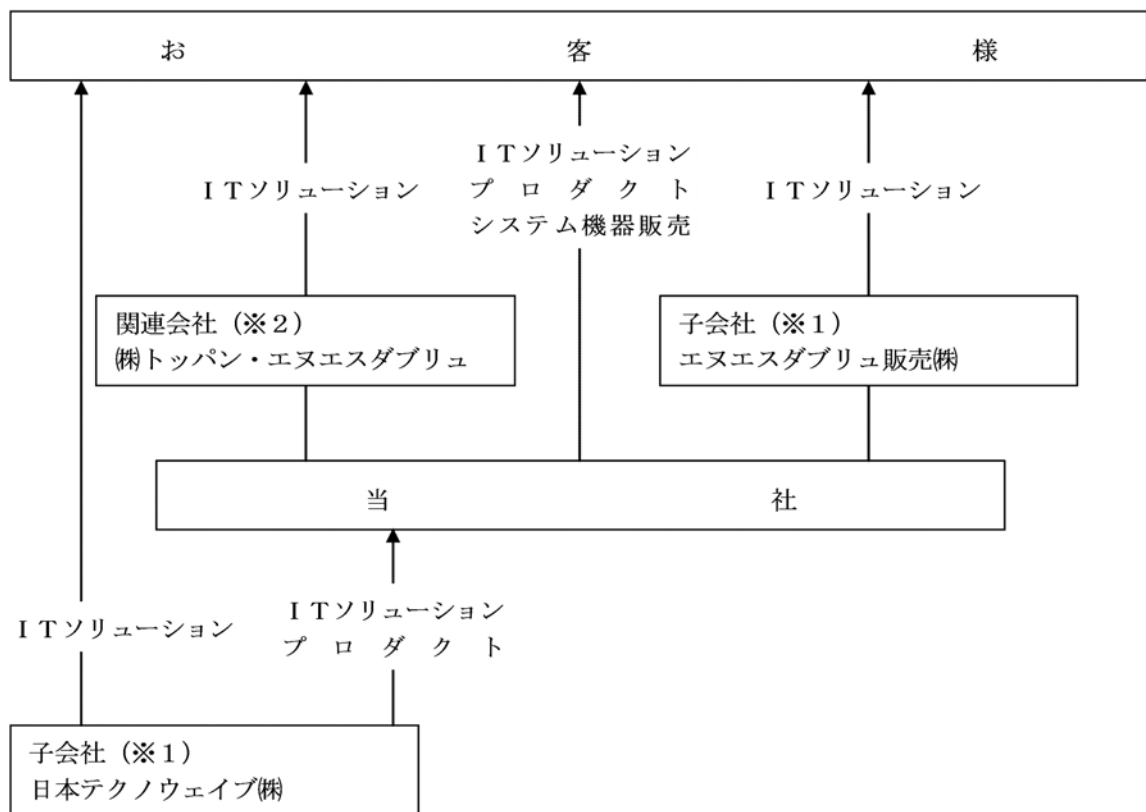 お客様
ＩＴソリューション
プロダクト
システム機器販売
ＩＴソリューション
ＩＴソリューション
関連会社（※２）
㈱トッパン・エヌエスダブリュ
子会社（※１）
エヌエスダブリュ販売㈱
当社
ＩＴソリューション
ＩＴソリューション
プロダクト
子会社（※１）
日本テクノウェイブ㈱